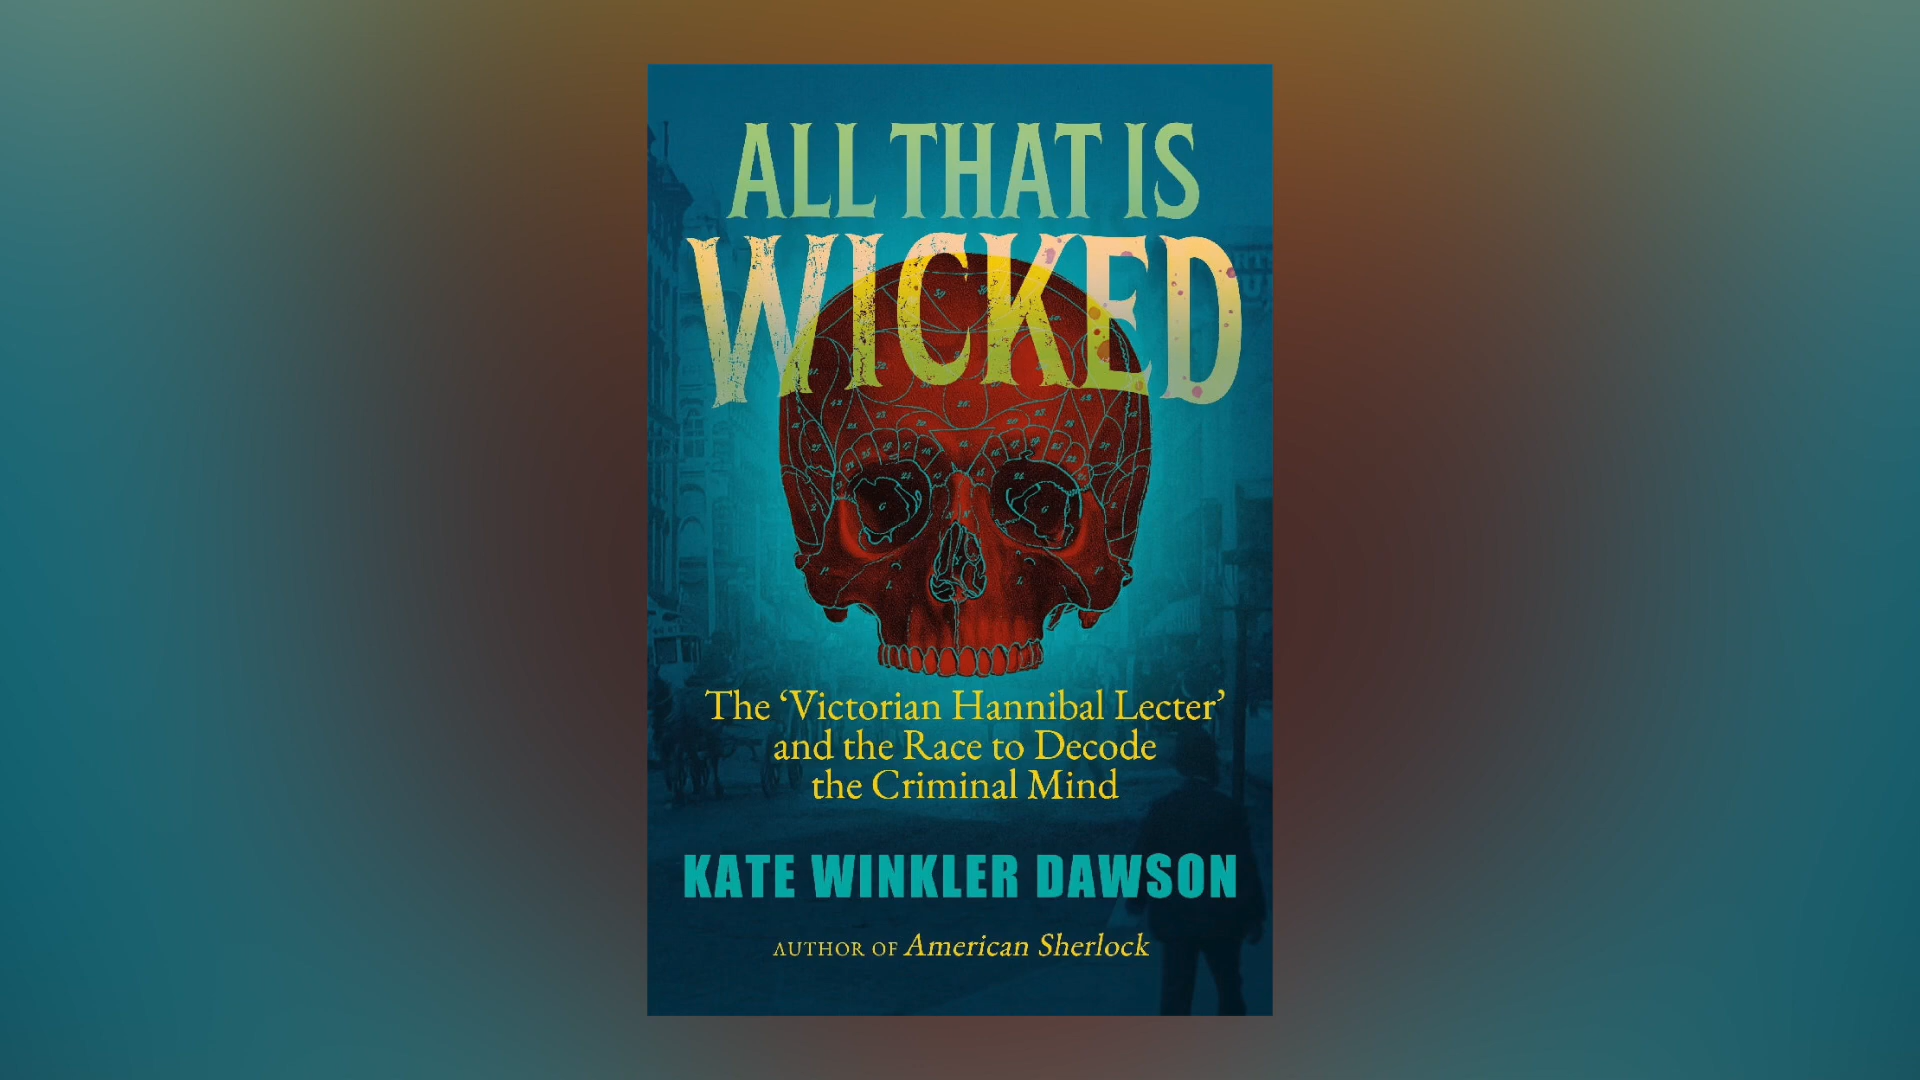 ALL THAT IS
WICKED
The ‘Victorian Hannibal Lecter’
and the Race to Decode
the Criminal Mind
KATE WINKLER DAWSON
AUTHOR OF American Sherlock